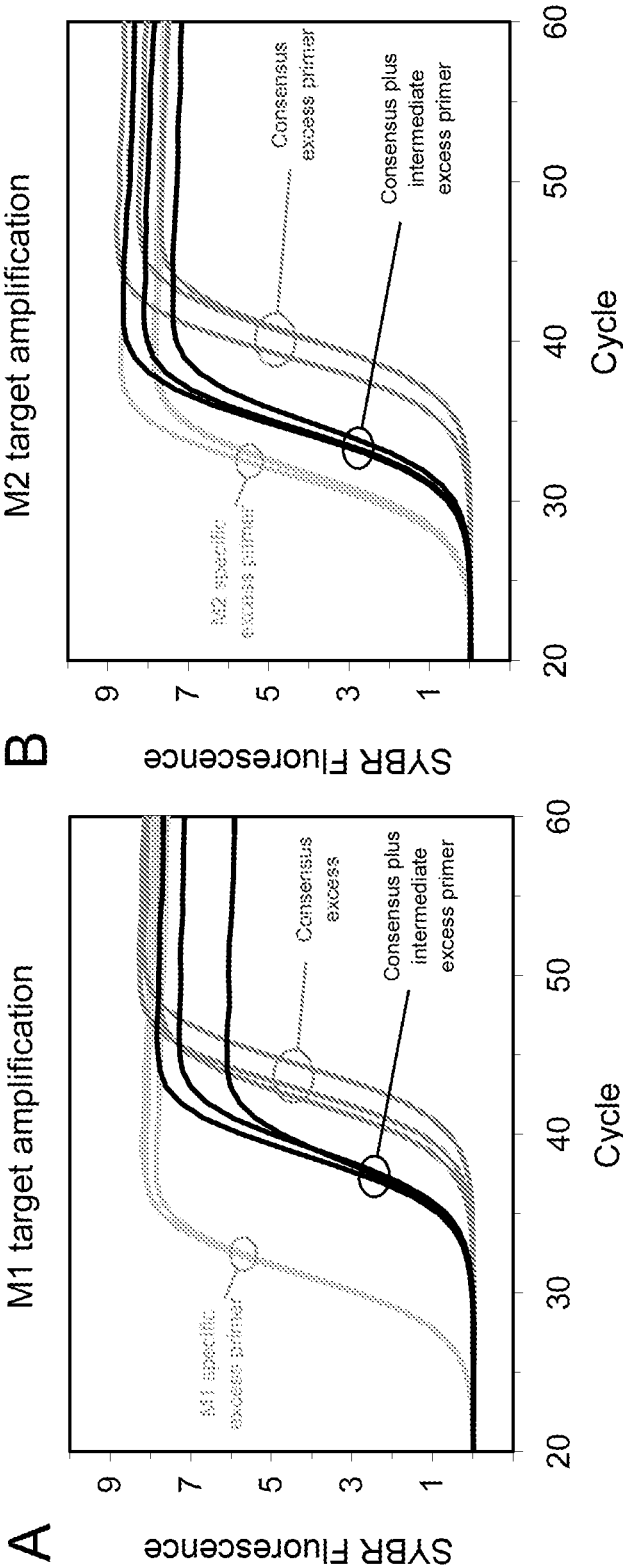 A
M1 target amplification
SYBR Fluorescence
9
7
5
3
1
M1 specific
excess primer
Consensus
excess
Consensus plus
intermediate
excess primer
20
30
40
50
60
Cycle
B
M2 target amplification
SYBR Fluorescence
9
7
5
3
1
M2 specific
excess primer
Consensus
excess primer
Consensus plus
intermediate
excess primer
20
30
40
50
60
Cycle